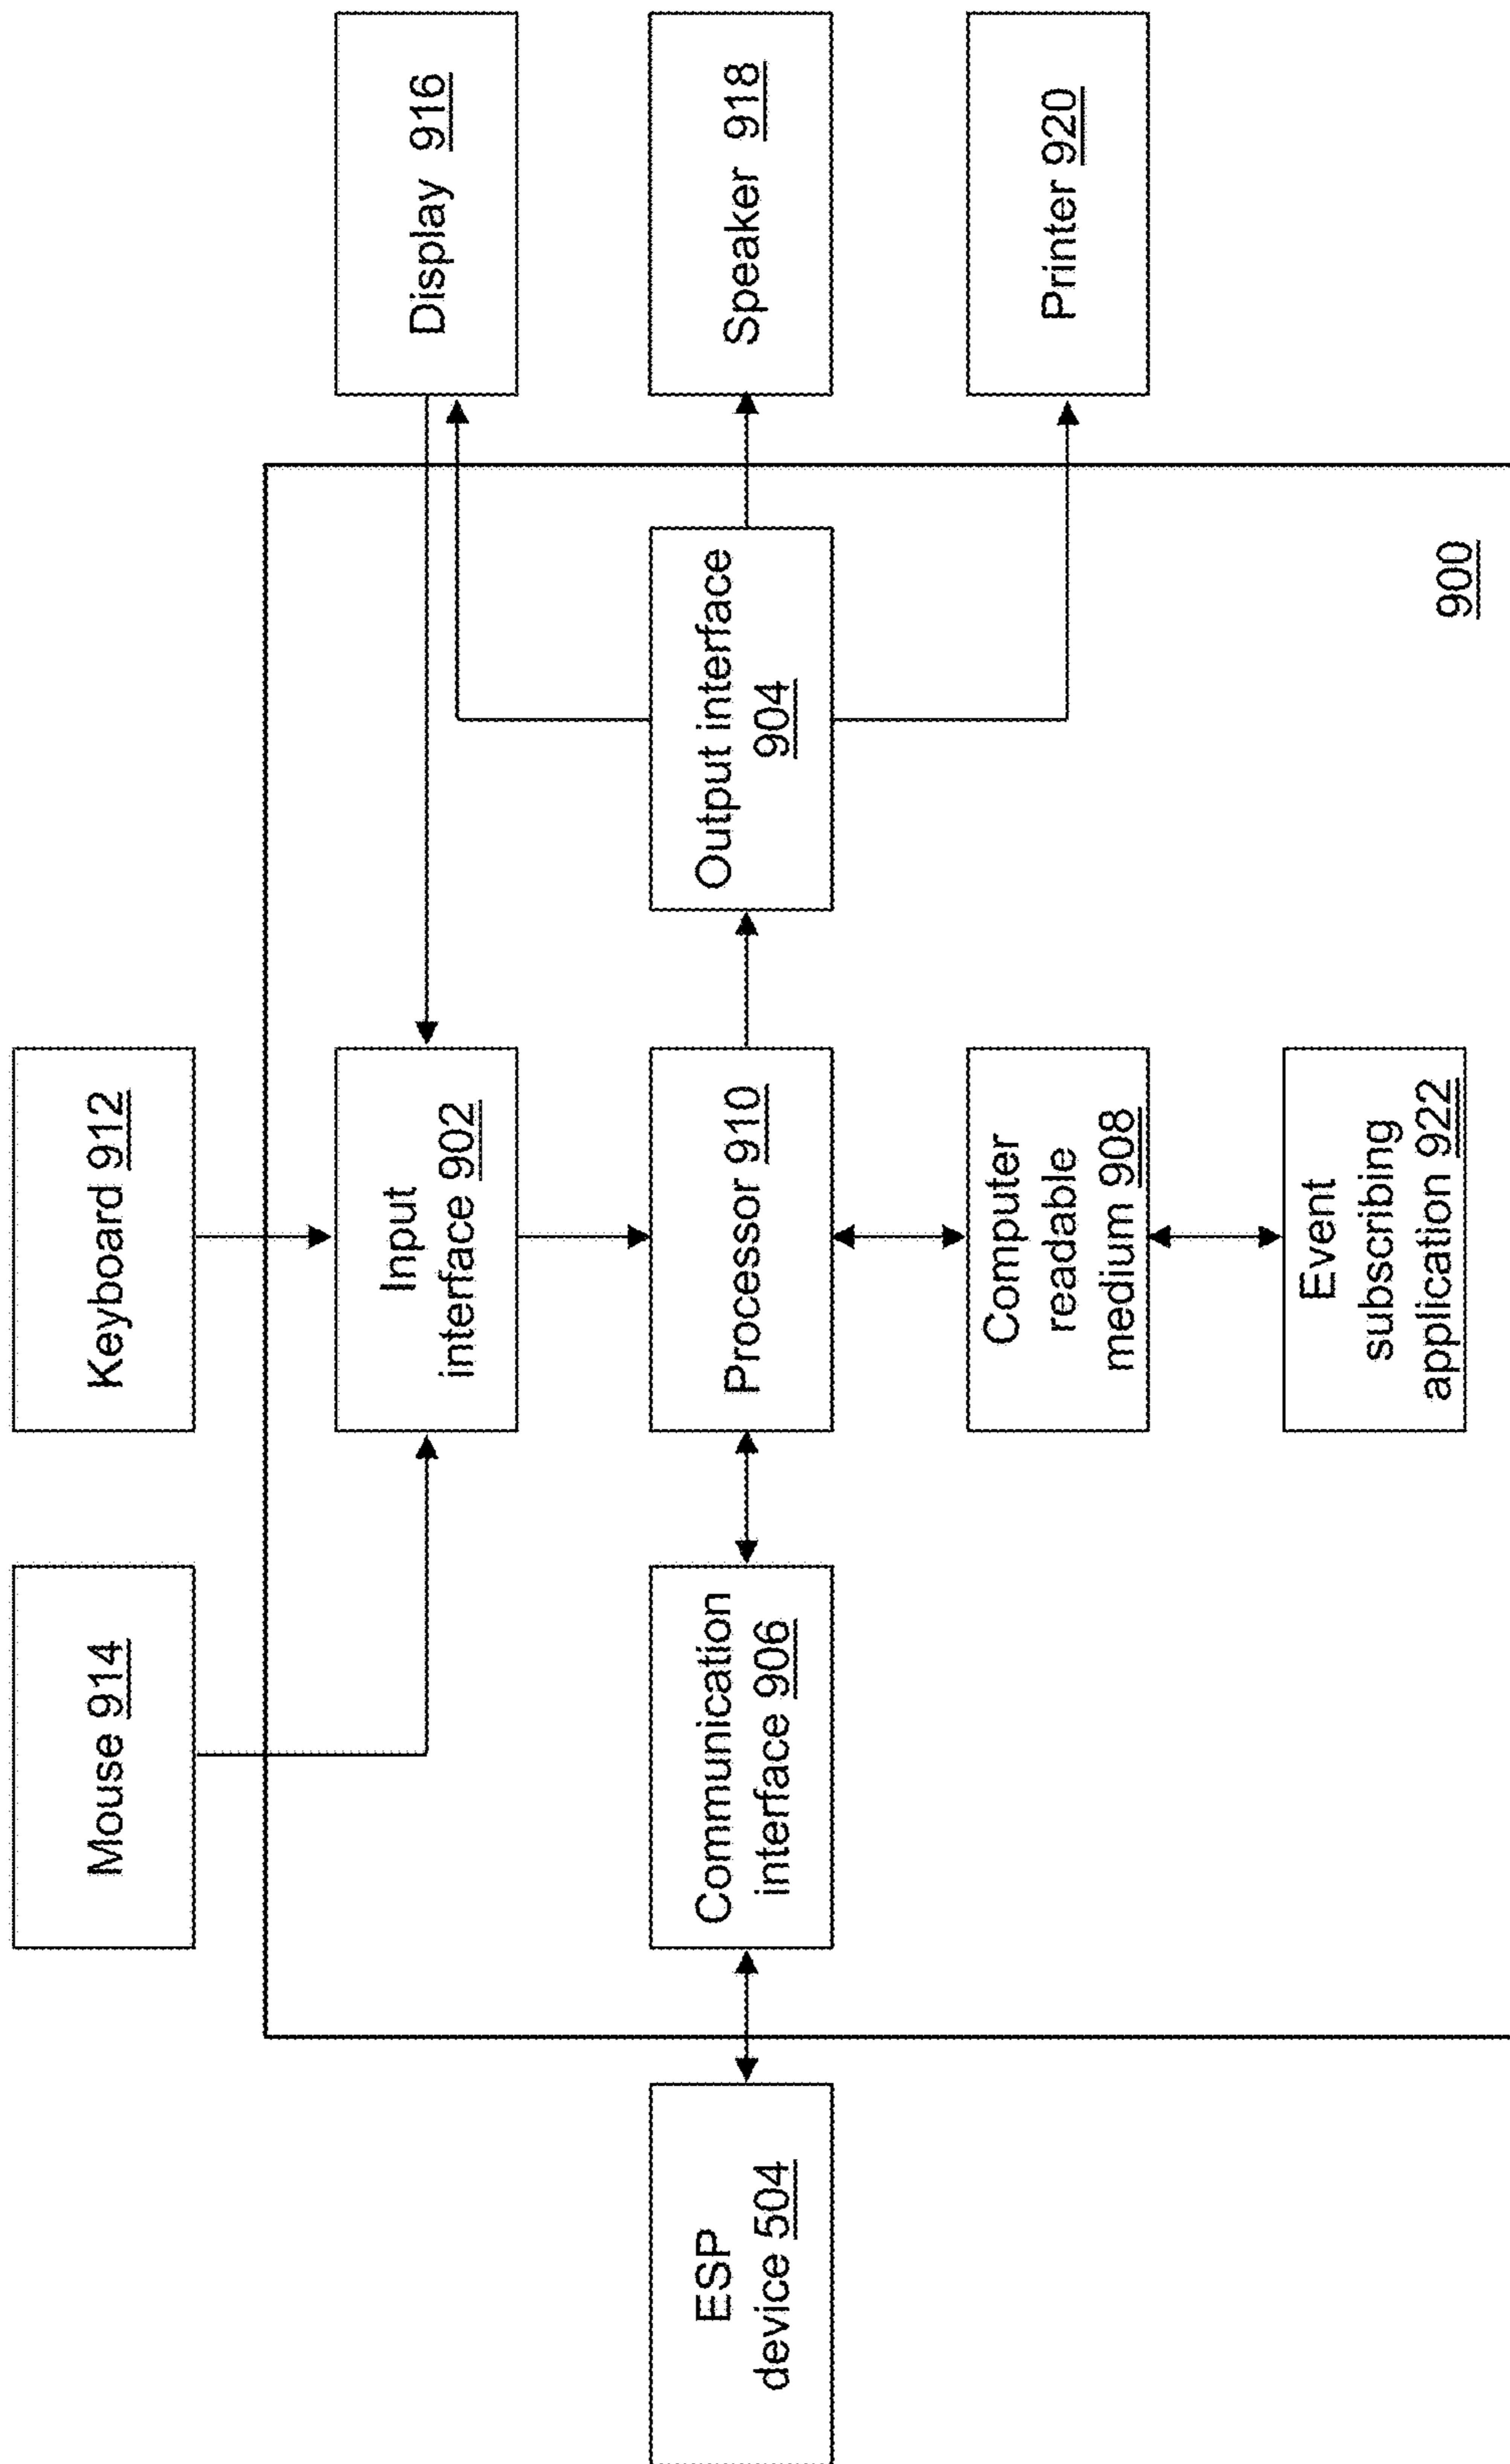 Mouse 914
Keyboard 912
Input
interface 902
Display 916
ESP
device 504
Communication
interface 906
Processor 910
Output interface
904
Speaker 918
Computer
readable
medium 908
Printer 920
Event
subscribing
application 922
900